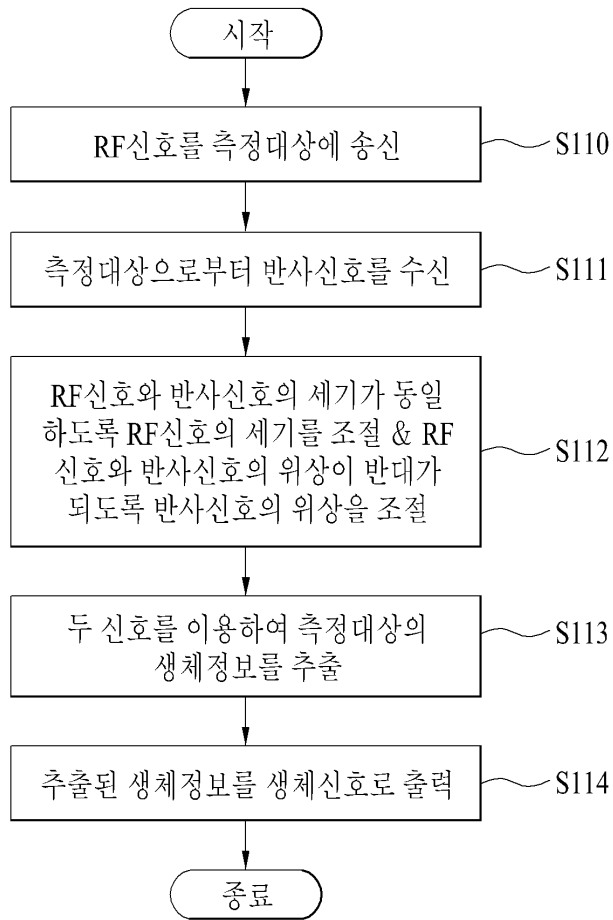 시작
RF신호를 측정대상에 송신
S110
측정대상으로부터 반사신호를 수신
S111
RF신호와 반사신호의 세기가 동일
하도록 RF신호의 세기를 조절 & RF
신호와 반사신호의 위상이 반대가
되도록 반사신호의 위상을 조절
S112
두 신호를 이용하여 측정대상의
생체정보를 추출
S113
추출된 생체정보를 생체신호로 출력
S114
종료